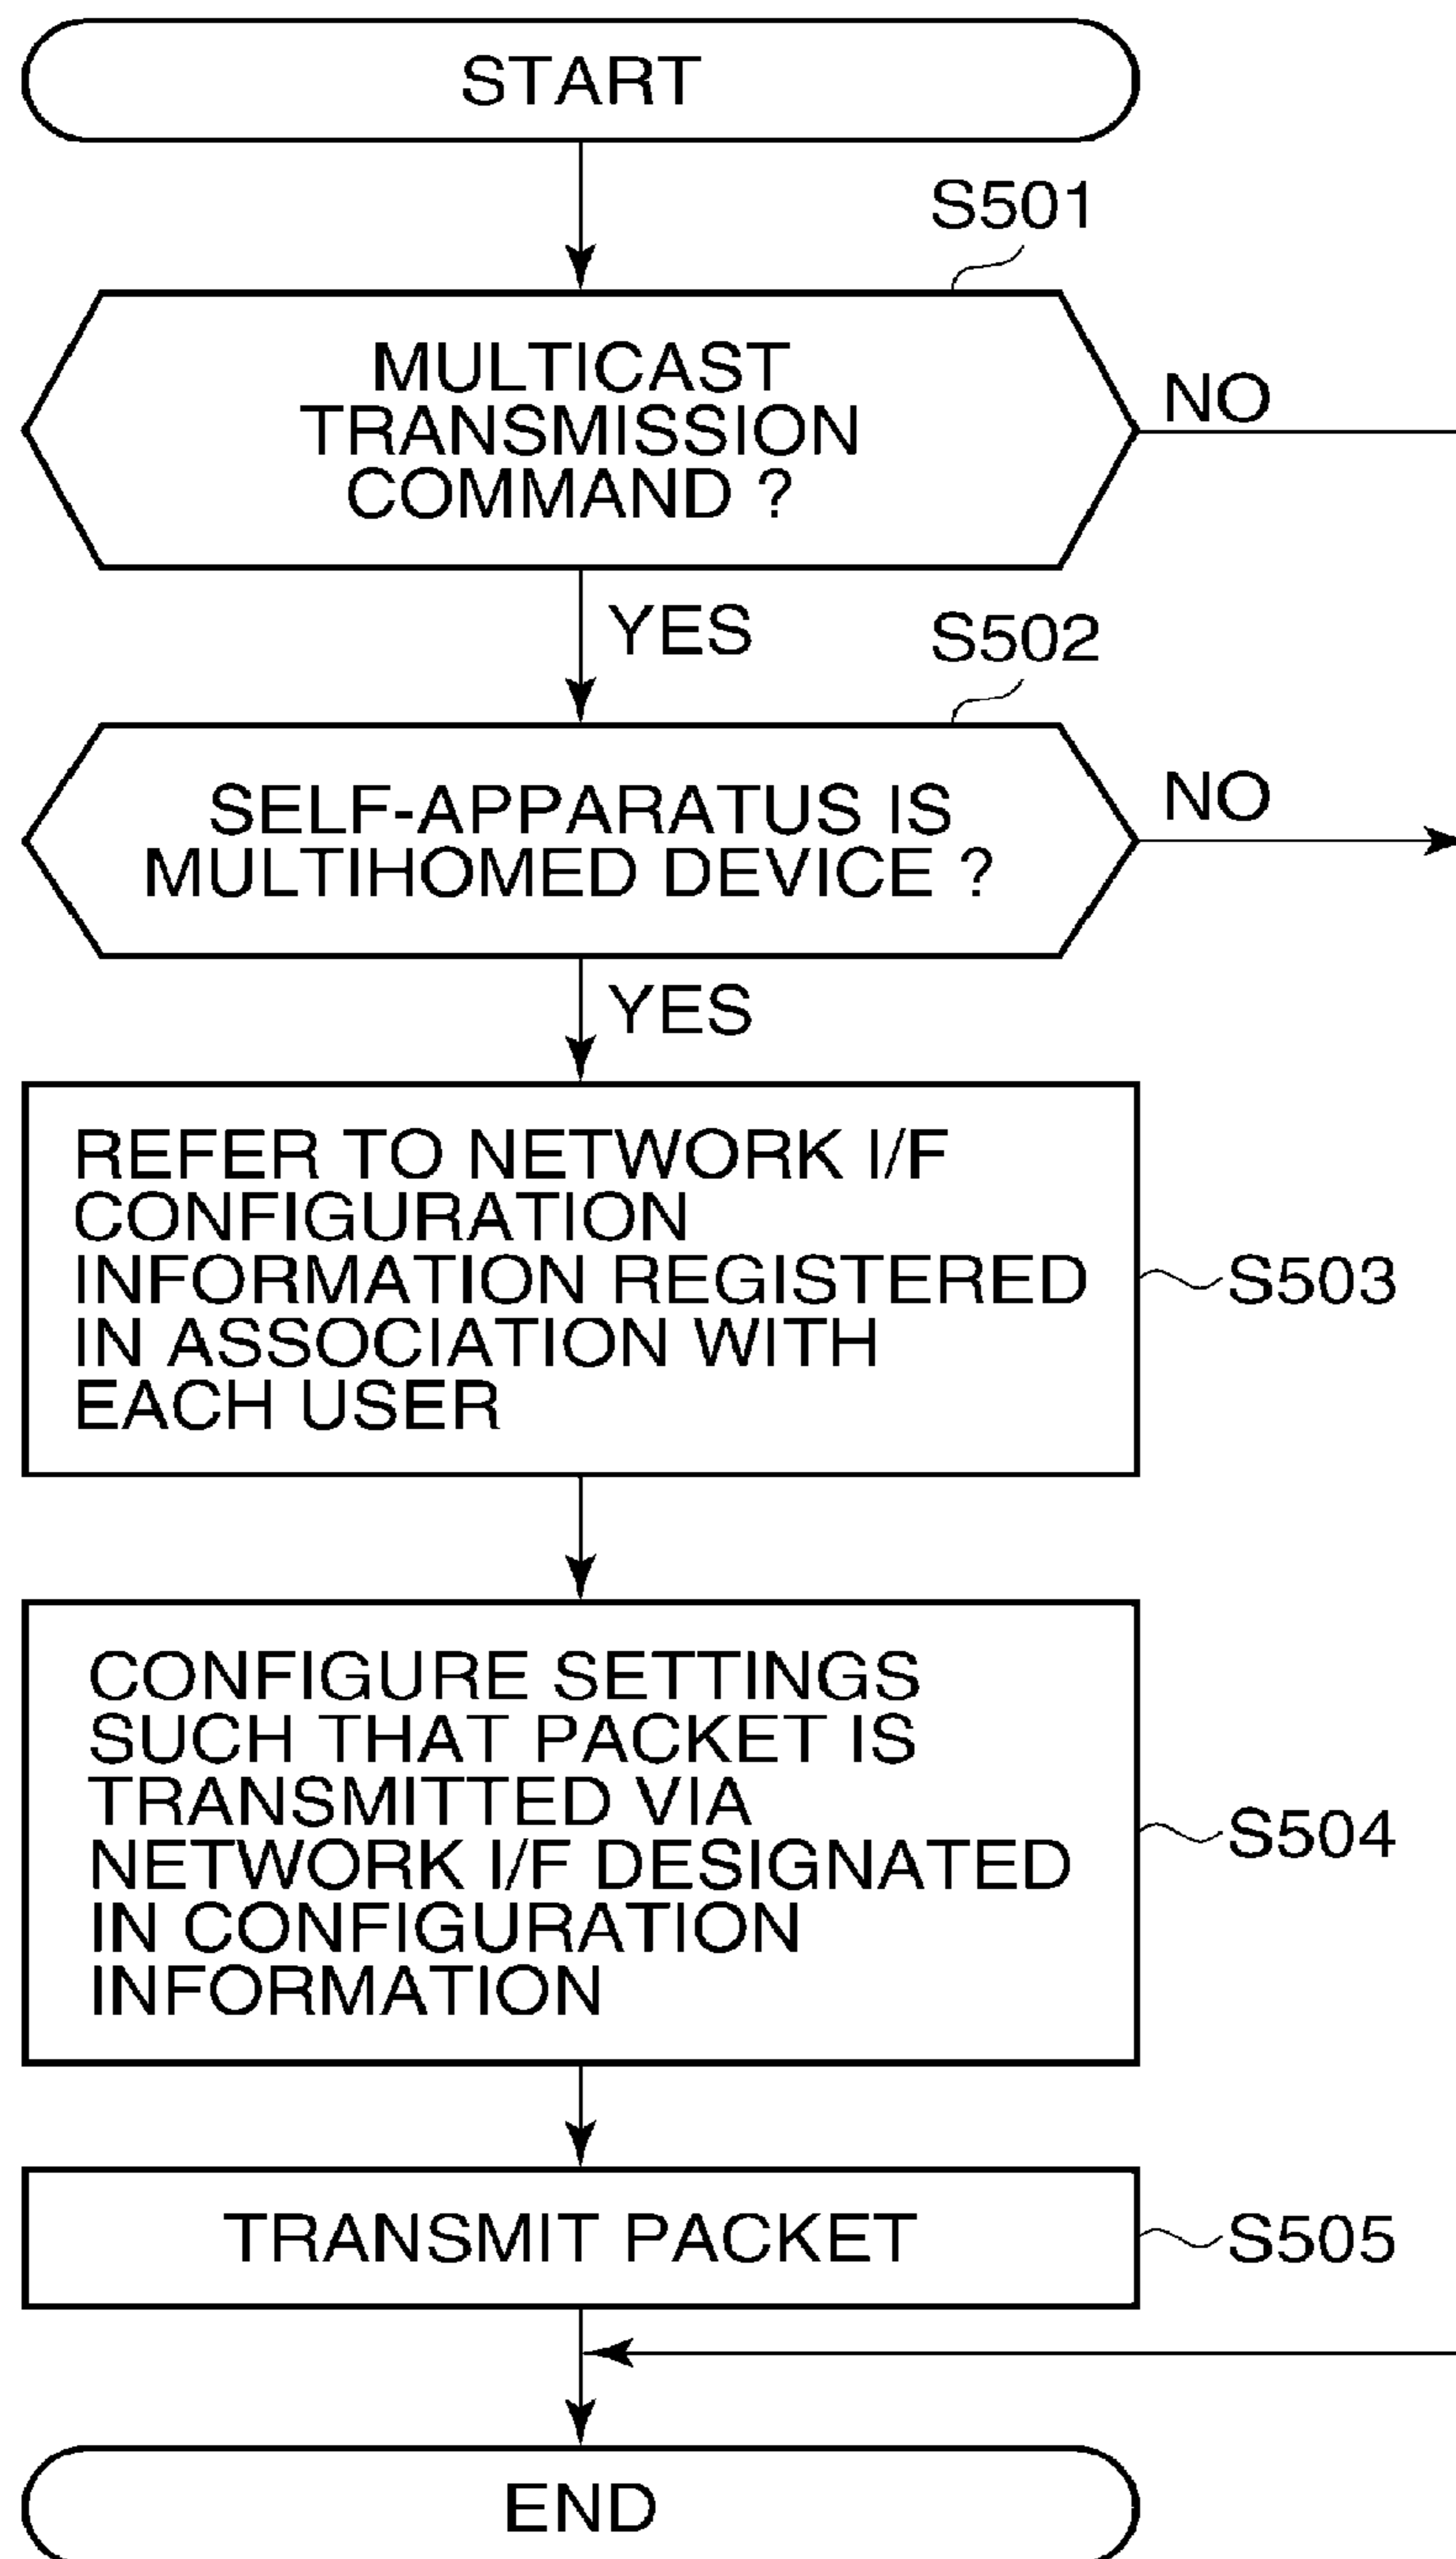 START
S501
MULTICAST
TRANSMISSION
COMMAND ?
NO
YES
S502
SELF-APPARATUS IS
MULTIHOMED DEVICE ?
NO
YES
REFER TO NETWORK I/F
CONFIGURATION
INFORMATION REGISTERED
IN ASSOCIATION WITH
EACH USER
S503
CONFIGURE SETTINGS
SUCH THAT PACKET IS
TRANSMITTED VIA
NETWORK I/F DESIGNATED
IN CONFIGURATION
INFORMATION
S504
TRANSMIT PACKET
S505
END